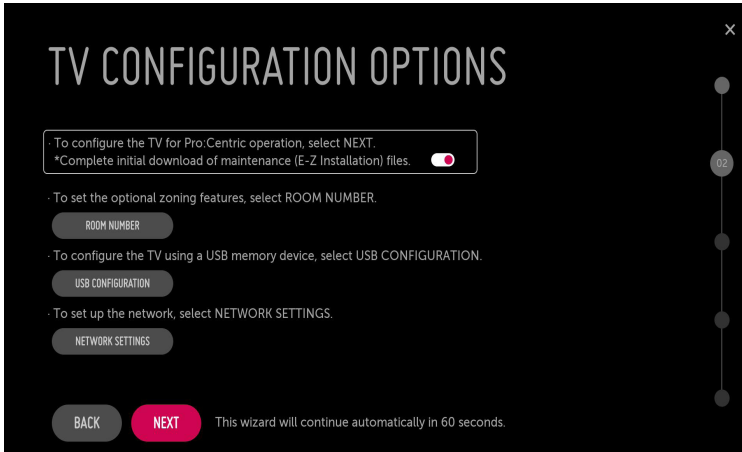 TV CONFIGURATION OPTIONS
· To configure the TV for Pro:Centric operation, select NEXT.
*Complete initial download of maintenance (E-Z Installation) files.
02
· To set the optional zoning features, select ROOM NUMBER.
ROOM NUMBER
· To configure the TV using a USB memory device, select USB CONFIGURATION.
USB CONFIGURATION
· To set up the network, select NETWORK SETTINGS.
NETWORK SETTINGS
BACK NEXT This wizard will continue automatically in 60 seconds.